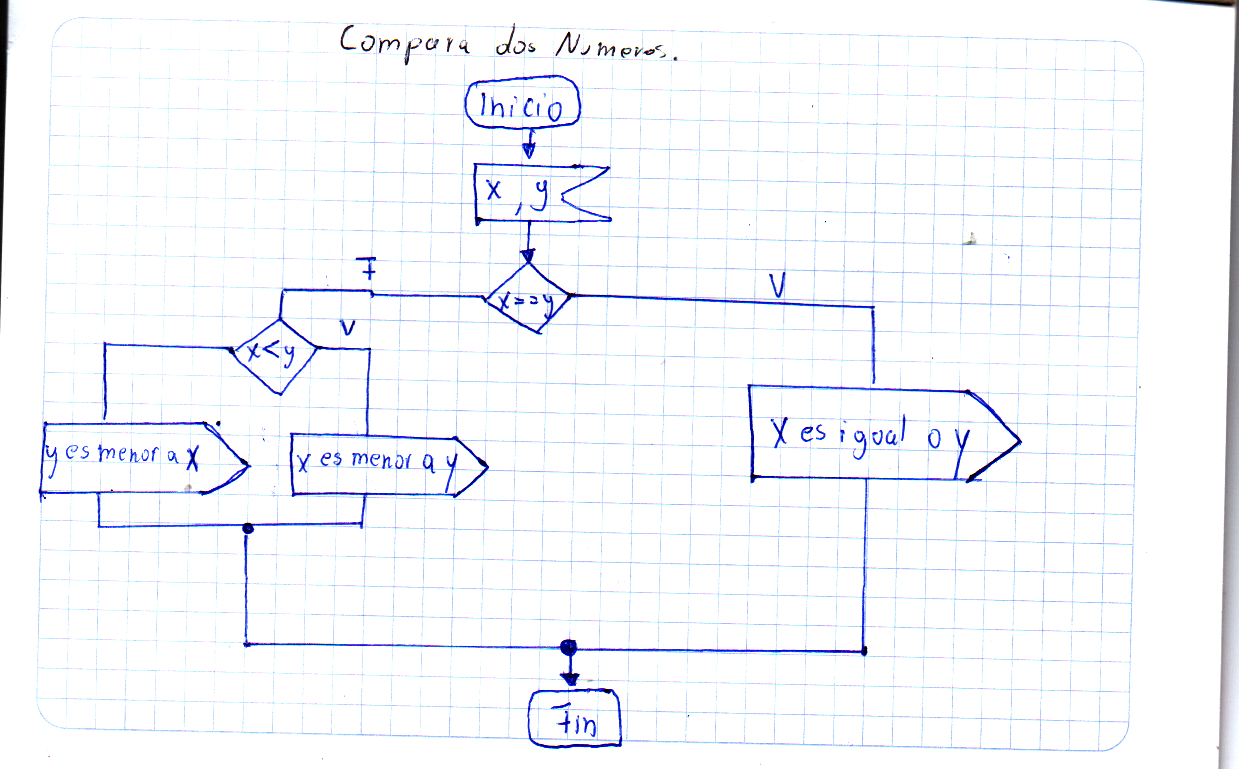 Compara dos Numeros.
Inicio
x, y
F
V
x==y
V
x<y
y es menor a X
x es menor a y
X es igual a y
Fin